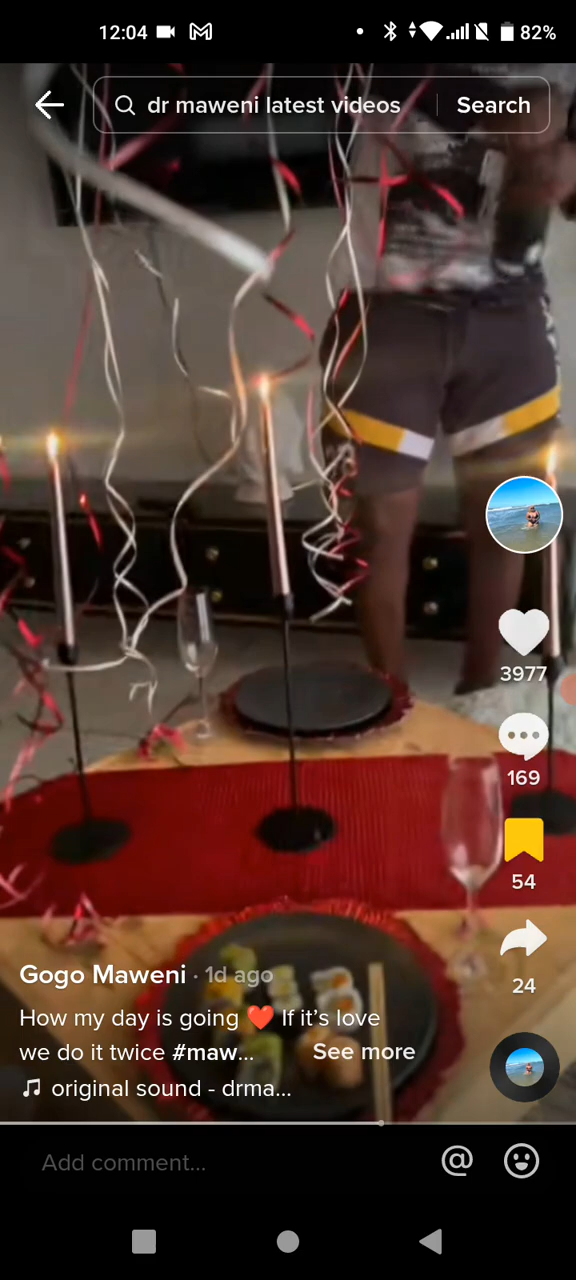 12:04
82%
dr maweni latest videos
Search
3977
169
54
24
Gogo Maweni · 1d ago
How my day is going ❤️ If it’s love
we do it twice #maw... See more
original sound - drma...
Add comment...